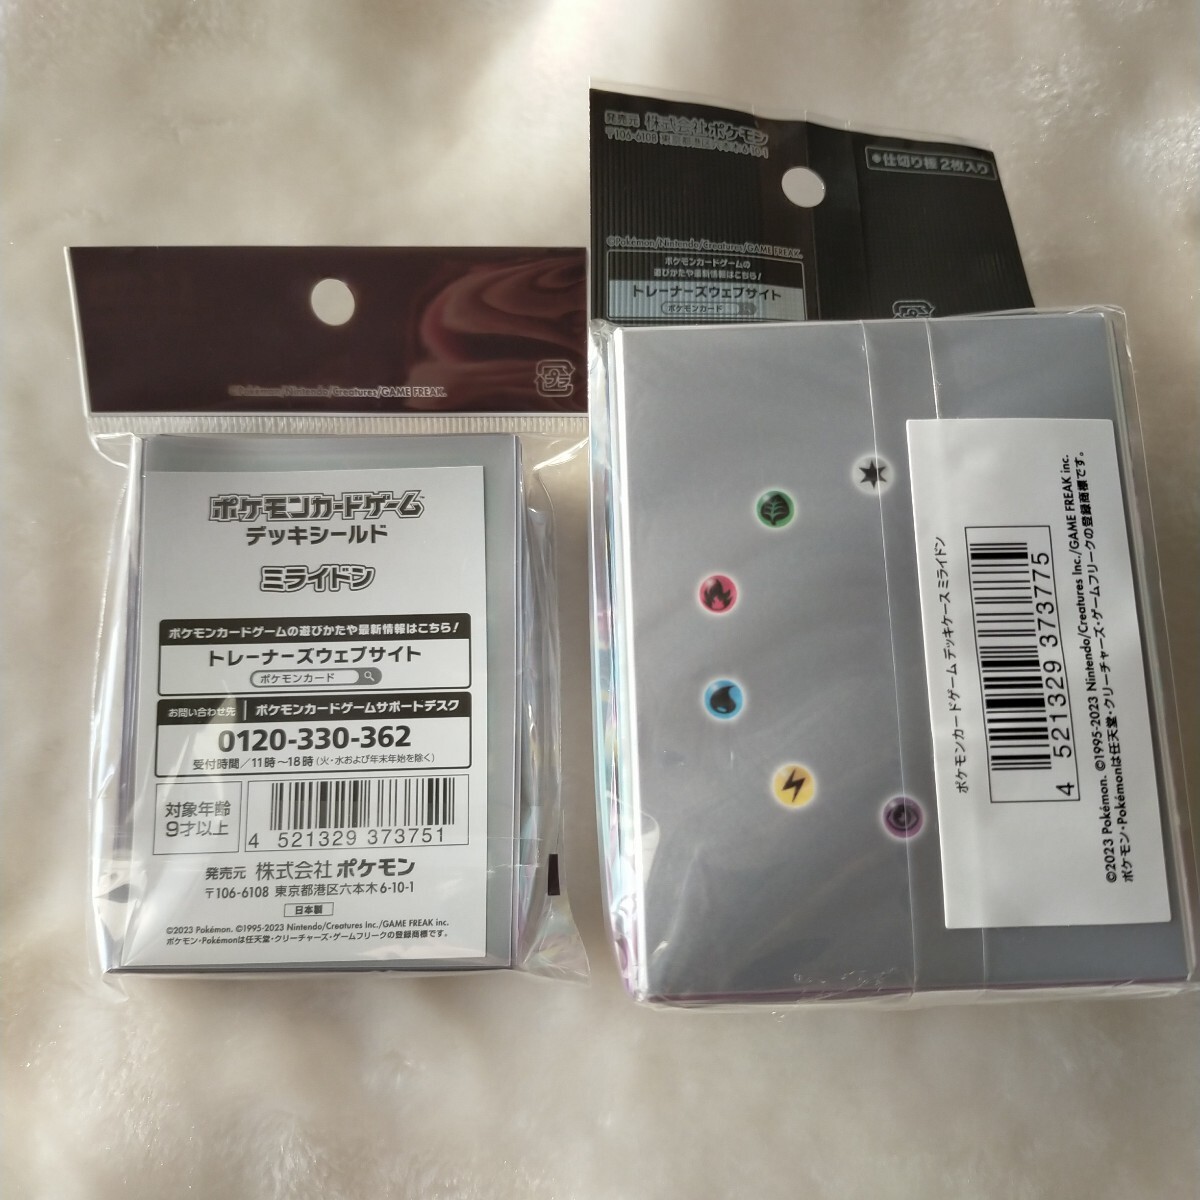 ©Pokémon/Nintendo/Creatures/GAME FREAK.
プラ
ポケモンカードゲーム
デッキシールド
ミライドン
ポケモンカードゲームの遊びかたや最新情報はこちら!
トレーナーズウェブサイト
ポケモンカード
お問い合わせ先 ポケモンカードゲームサポートデスク
0120-330-362
受付時間/11時～18時(火・水および年末年始を除く)
対象年齢
9才以上
4 521329 373751
発売元 株式会社ポケモン
〒106-6108 東京都港区六本木6-10-1
日本製
©2023 Pokémon. ©1995-2023 Nintendo/Creatures Inc./GAME FREAK inc.
ポケモン・Pokémonは任天堂・クリーチャーズ・ゲームフリークの登録商標です。
発売元 株式会社ポケモン
〒106-6108 東京都港区六本木6-10-1
●仕切り板 2枚入り
©Pokémon/Nintendo/Creatures/GAME FREAK.
ポケモンカードゲームの
遊びかたや最新情報はこちら!
トレーナーズウェブサイト
ポケモンカード
ポケモンカードゲーム デッキケース ミライドン
4 521329 373775
©2023 Pokémon. ©1995-2023 Nintendo/Creatures Inc./GAME FREAK inc.
ポケモン・Pokémonは任天堂・クリーチャーズ・ゲームフリークの登録商標です。